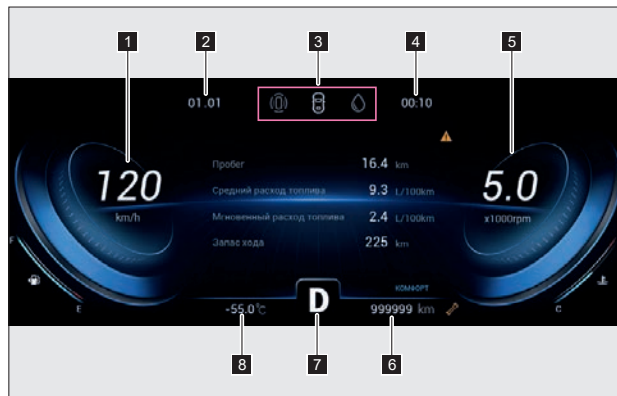 1 2 3 4 5
01.01 00:10
120
km/h
Пробег 16.4 km
Средний расход топлива 9.3 L/100km
Мгновенный расход топлива 2.4 L/100km
Запас хода 225 km
5.0
x1000rpm
F
E
C
КОМФОРТ
-55.0°C D 999999 km
8 7 6